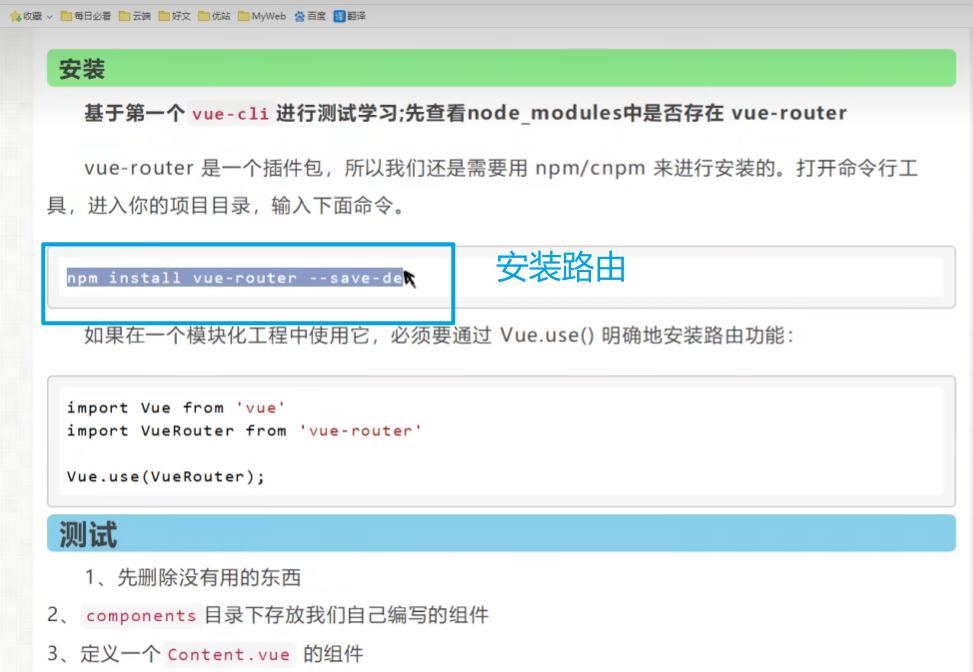 收藏 每日必看 云端 好文 优站 MyWeb 百度 译 翻译
安装
基于第一个 vue-cli 进行测试学习;先查看node_modules中是否存在 vue-router
vue-router 是一个插件包，所以我们还是需要用 npm/cnpm 来进行安装的。打开命令行工
具，进入你的项目目录，输入下面命令。
npm install vue-router --save-de
安装路由
如果在一个模块化工程中使用它，必须要通过 Vue.use() 明确地安装路由功能：
import Vue from 'vue'
import VueRouter from 'vue-router'
Vue.use(VueRouter);
测试
1、先删除没有用的东西
2、 components 目录下存放我们自己编写的组件
3、定义一个 Content.vue 的组件